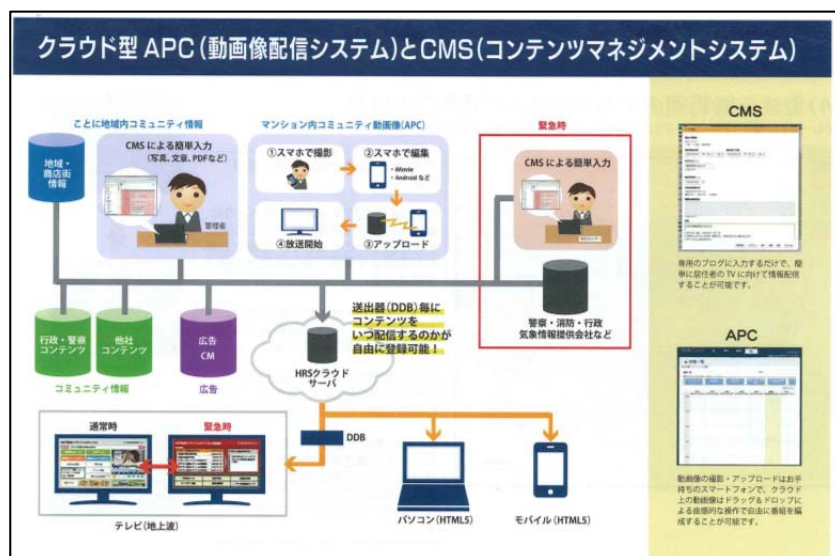 クラウド型 APC(動画像配信システム)とCMS(コンテンツマネジメントシステム)
ことに地域内コミュニティ情報
地域・
商店街
情報
CMS による簡単入力
(写真、文章、PDFなど)
管理者
マンション内コミュニティ動画像(APC)
①スマホで撮影
②スマホで編集
・iMovie
・Android など
④放送開始
③アップロード
緊急時
CMS による簡単入力
警察・消防・行政
気象情報提供会社など
行政・警察
コンテンツ
他社
コンテンツ
コミュニティ情報
広告
CM
広告
送出器(DDB)毎に
コンテンツを
いつ配信するのかが
自由に登録可能!
HRSクラウド
サーバ
DDB
通常時
緊急時
テレビ(地上波)
パソコン(HTML5)
モバイル(HTML5)
CMS
専用のブログに入力するだけで、簡
単に居住者の TV に向けて情報配信
することが可能です。
APC
動画像の撮影・アップロードはお手
持ちのスマートフォンで、クラウド
上の動画像はドラッグ&ドロップに
よる直感的な操作で自由に番組を編
成することが可能です。